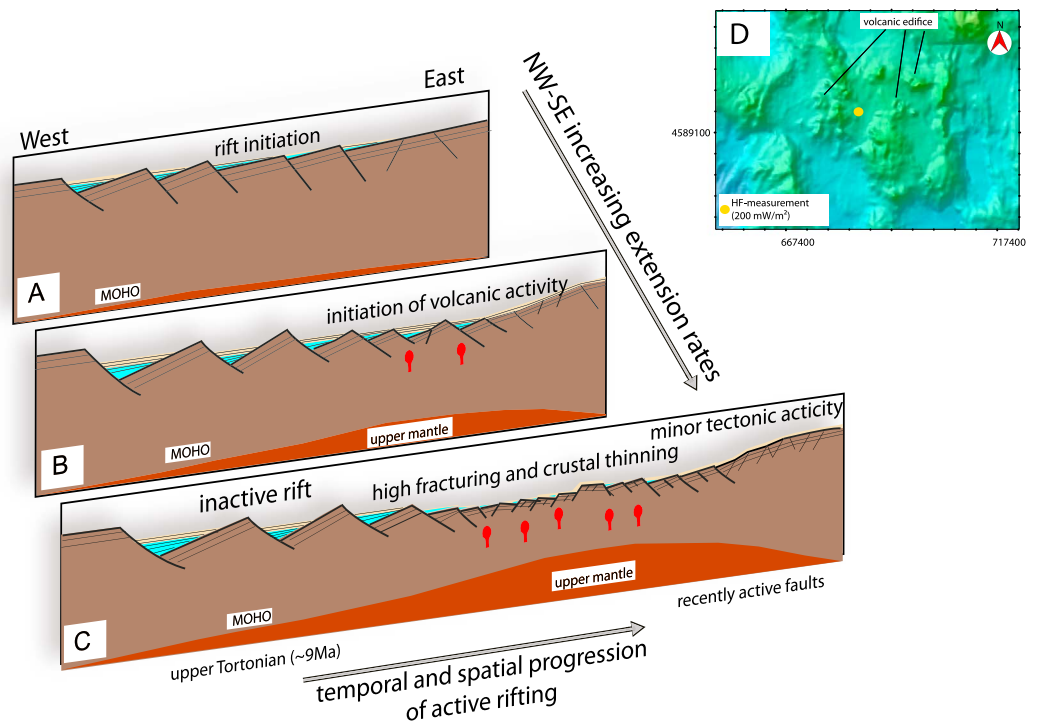 West
East
rift initiation
MOHO
A
initiation of volcanic activity
upper mantle
MOHO
B
NW-SE increasing extension rates
minor tectonic acticity
high fracturing and crustal thinning
inactive rift
upper mantle
MOHO
C
recently active faults
upper Tortonian (~9Ma)
temporal and spatial progression
of active rifting
D
volcanic edifice
N
4589100
HF-measurement
(200 mW/m²)
667400
717400